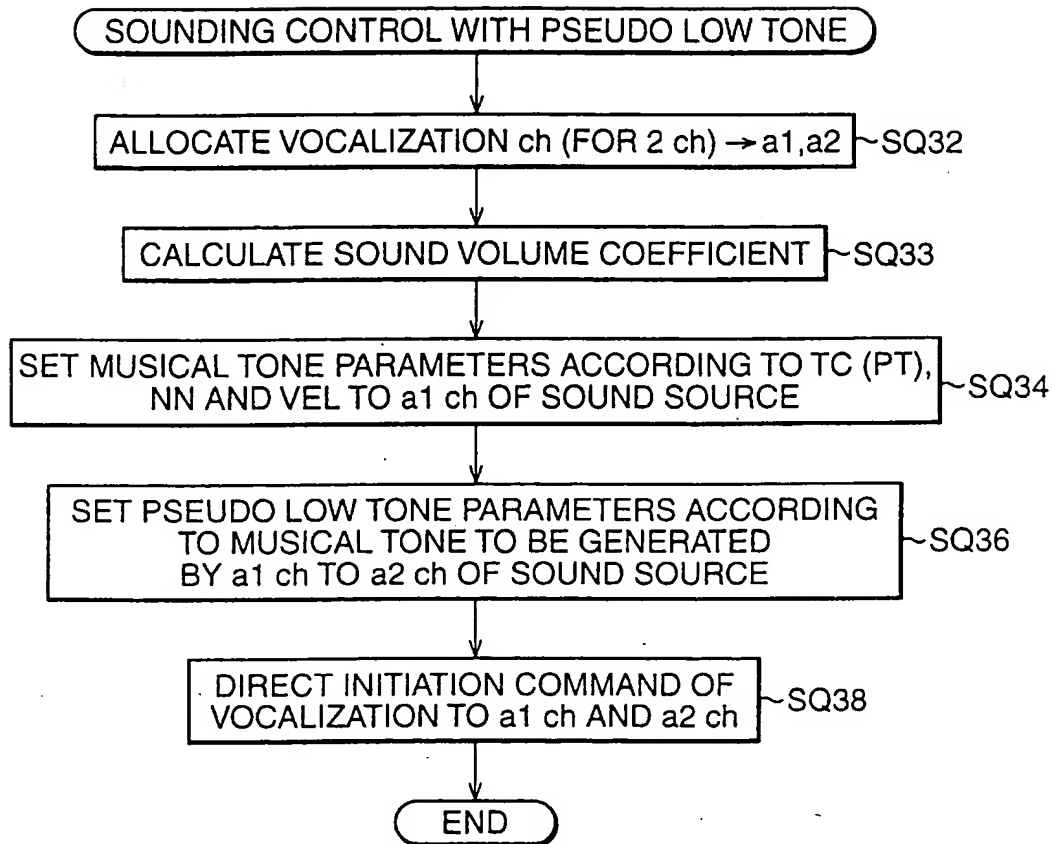 SOUNDING CONTROL WITH PSEUDO LOW TONE
ALLOCATE VOCALIZATION ch (FOR 2 ch) → a1,a2
SQ32
CALCULATE SOUND VOLUME COEFFICIENT
SQ33
SET MUSICAL TONE PARAMETERS ACCORDING TO TC (PT),
NN AND VEL TO a1 ch OF SOUND SOURCE
SQ34
SET PSEUDO LOW TONE PARAMETERS ACCORDING
TO MUSICAL TONE TO BE GENERATED
BY a1 ch TO a2 ch OF SOUND SOURCE
SQ36
DIRECT INITIATION COMMAND OF
VOCALIZATION TO a1 ch AND a2 ch
SQ38
END